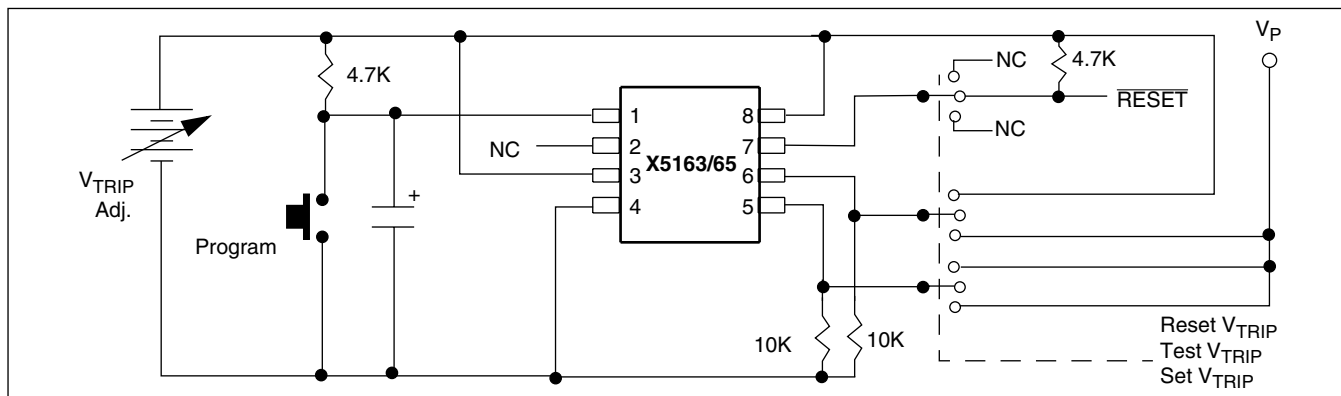 V_P
4.7K
4.7K
NC
RESET
NC
1
8
NC
2
7
X5163/65
3
6
4
5
V_TRIP
Adj.
+
Program
10K
10K
Reset V_TRIP
Test V_TRIP
Set V_TRIP